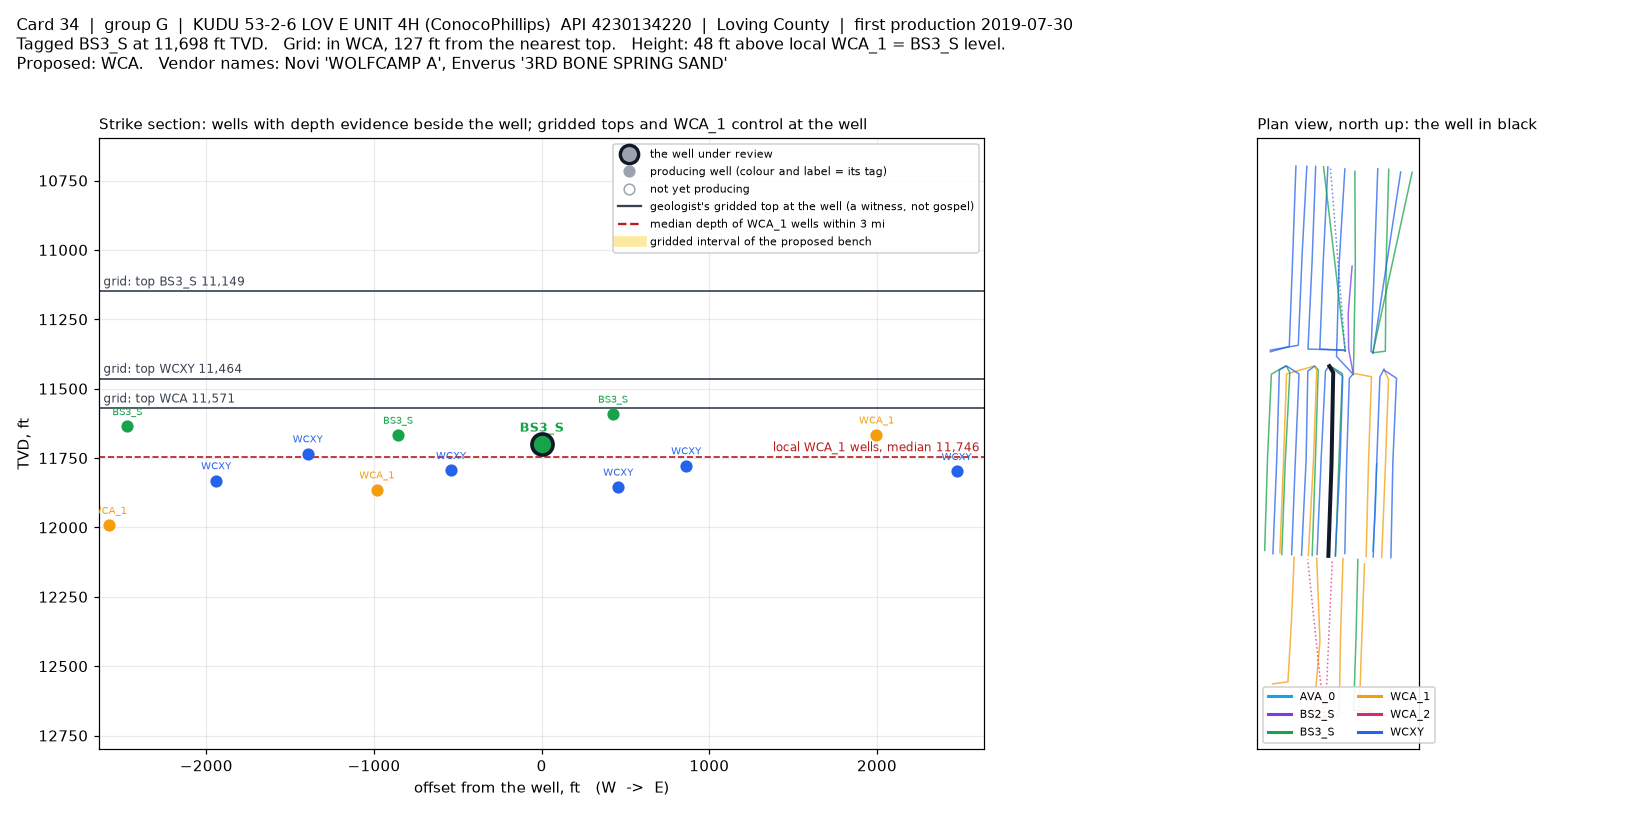 Card 34 | group G | KUDU 53-2-6 LOV E UNIT 4H (ConocoPhillips) API 4230134220 | Loving County | first production 2019-07-30
Tagged BS3_S at 11,698 ft TVD. Grid: in WCA, 127 ft from the nearest top. Height: 48 ft above local WCA_1 = BS3_S level.
Proposed: WCA. Vendor names: Novi 'WOLFCAMP A', Enverus '3RD BONE SPRING SAND'
Strike section: wells with depth evidence beside the well; gridded tops and WCA_1 control at the well
the well under review
producing well (colour and label = its tag)
not yet producing
geologist's gridded top at the well (a witness, not gospel)
median depth of WCA_1 wells within 3 mi
gridded interval of the proposed bench
10750
11000
11250
11500
11750
12000
12250
12500
12750
TVD, ft
grid: top BS3_S 11,149
grid: top WCXY 11,464
grid: top WCA 11,571
BS3_S
BS3_S
BS3_S
BS3_S
WCA_1
WCXY
local WCA_1 wells, median 11,746
WCXY
WCXY
WCXY
WCXY
WCXY
WCA_1
CA_1
−2000
−1000
0
1000
2000
offset from the well, ft (W -> E)
Plan view, north up: the well in black
AVA_0
BS2_S
BS3_S
WCA_1
WCA_2
WCXY